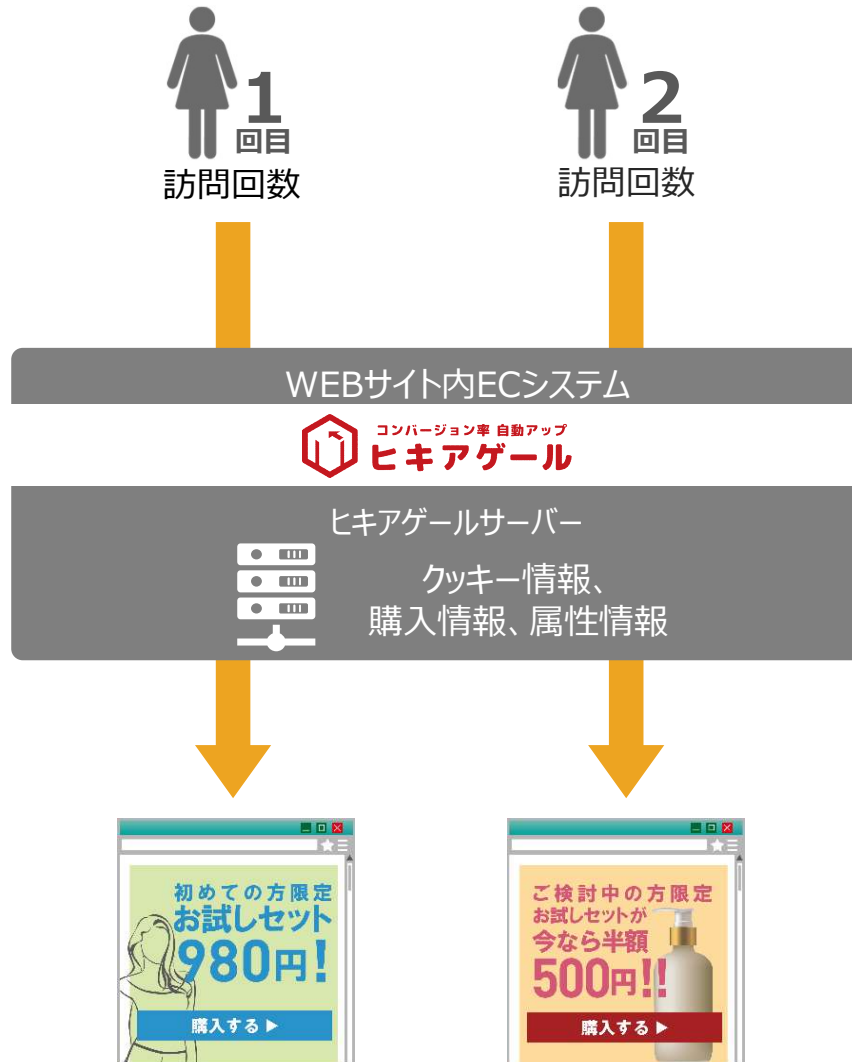 1
回目
訪問回数
2
回目
訪問回数
WEBサイト内ECシステム
コンバージョン率 自動アップ
ヒキアゲール
ヒキアゲールサーバー
クッキー情報、
購入情報、属性情報
初めての方限定
お試しセット
980円!
購入する▶
ご検討中の方限定
お試しセットが
今なら半額
500円!!
購入する▶